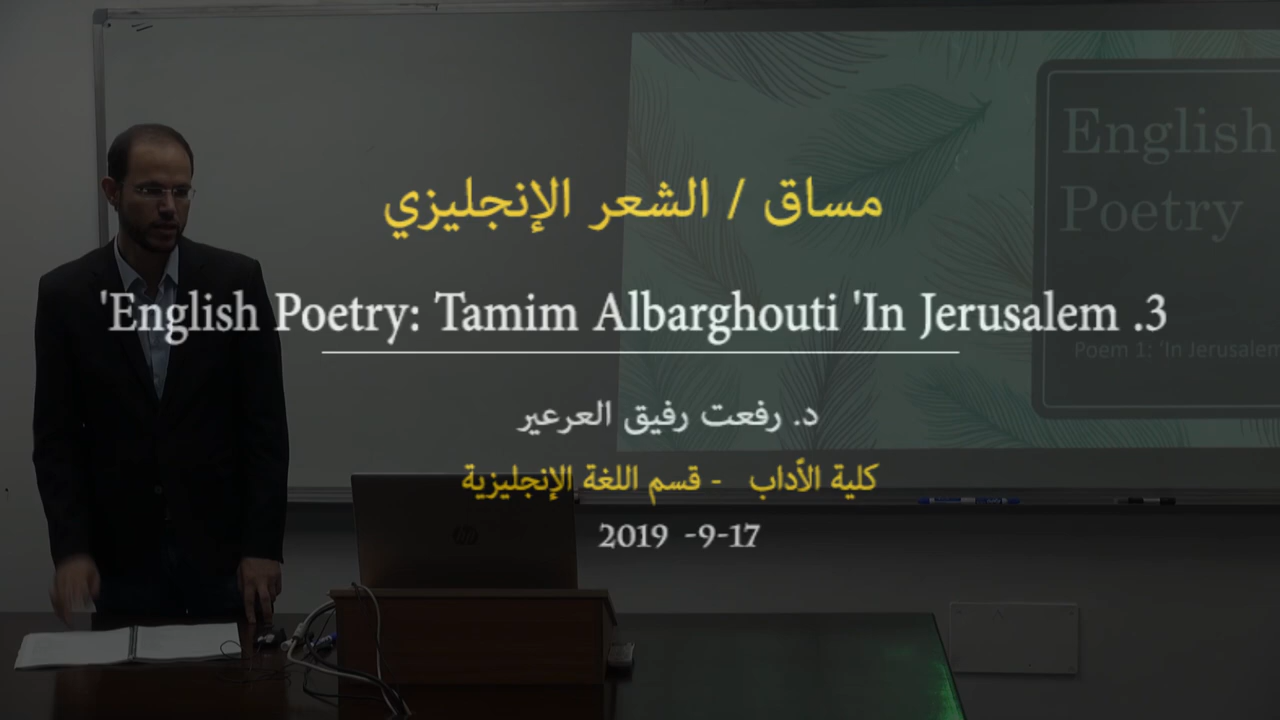 مساق / الشعر الإنجليزي
'English Poetry: Tamim Albarghouti 'In Jerusalem .3
د. رفعت رفيق العرعير
كلية الآداب - قسم اللغة الإنجليزية
2019 -9-17
English
Poetry
Poem 1: 'In Jerusalem
hp